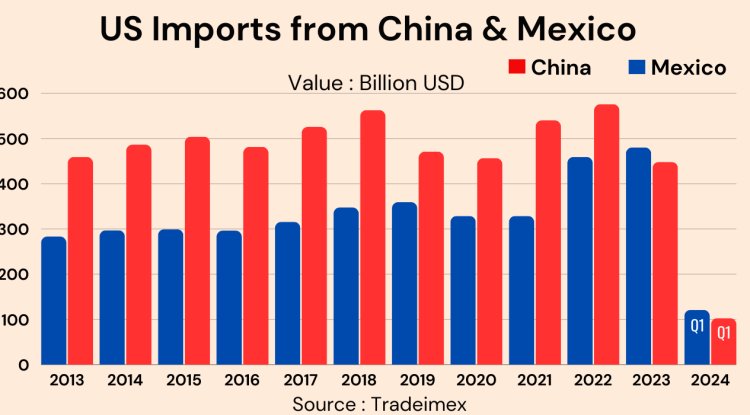 US Imports from China & Mexico
China
Mexico
Value : Billion USD
600
500
400
300
200
100
0
Q1
Q1
2013 2014 2015 2016 2017 2018 2019 2020 2021 2022 2023 2024
Source : Tradeimex